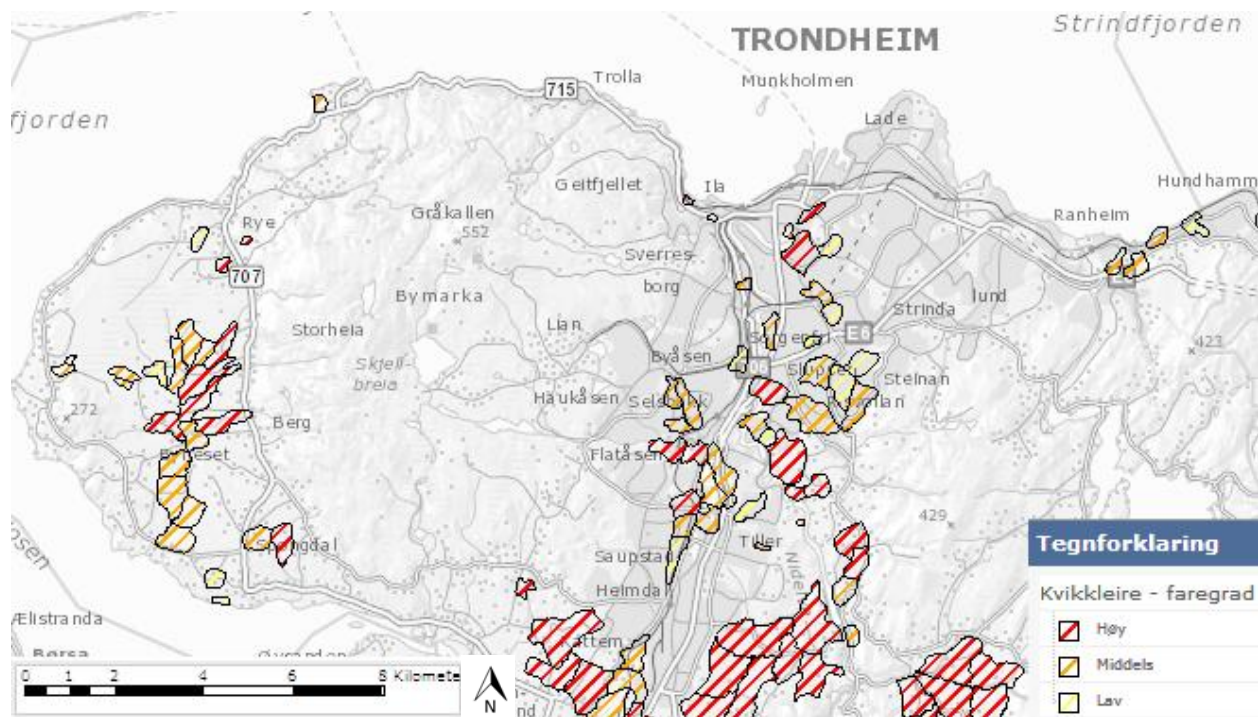 TRONDHEIM
Strindfjorden
fjorden
Trolla
715
Munkholmen
Lade
Geitfjellet
Ila
Hundhamm
Ranheim
Rye
Gråkallen
552
Sverres-
borg
707
Bymarka
Strinda
lund
Storheia
Lian
E6
423
Skjell-
breia
Byåsen
Steinan
Haukåsen
272
Berg
Flatåsen
429
Tiller
Saupstad
Heimdal
Kattem
Ælistranda
Børsa
nd
Tegnforklaring
Kvikkleire - faregrad
Høy
Middels
Lav
0 1 2 4 6 8 Kilomete
N